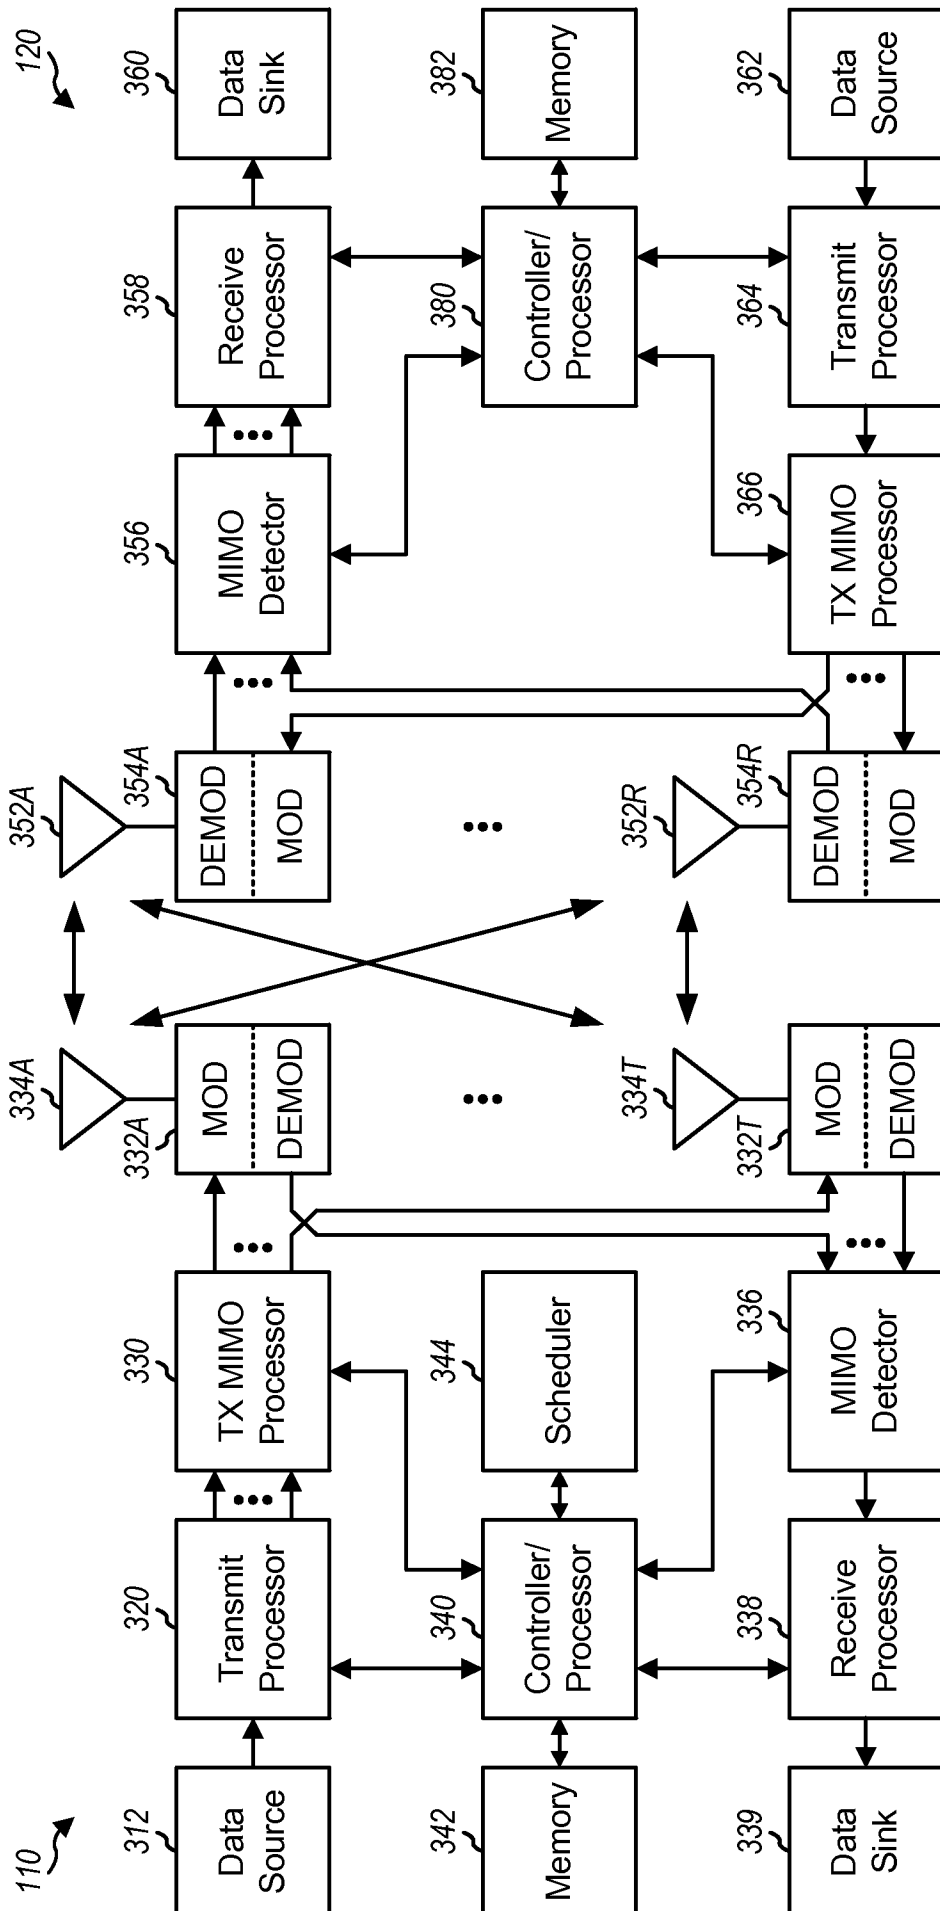 110
120
312
Data
Source
320
Transmit
Processor
330
TX MIMO
Processor
332A
MOD
DEMOD
334A
352A
354A
DEMOD
MOD
356
MIMO
Detector
358
Receive
Processor
360
Data
Sink
342
Memory
340
Controller/
Processor
344
Scheduler
380
Controller/
Processor
382
Memory
339
Data
Sink
338
Receive
Processor
336
MIMO
Detector
332T
MOD
DEMOD
334T
352R
354R
DEMOD
MOD
366
TX MIMO
Processor
364
Transmit
Processor
362
Data
Source